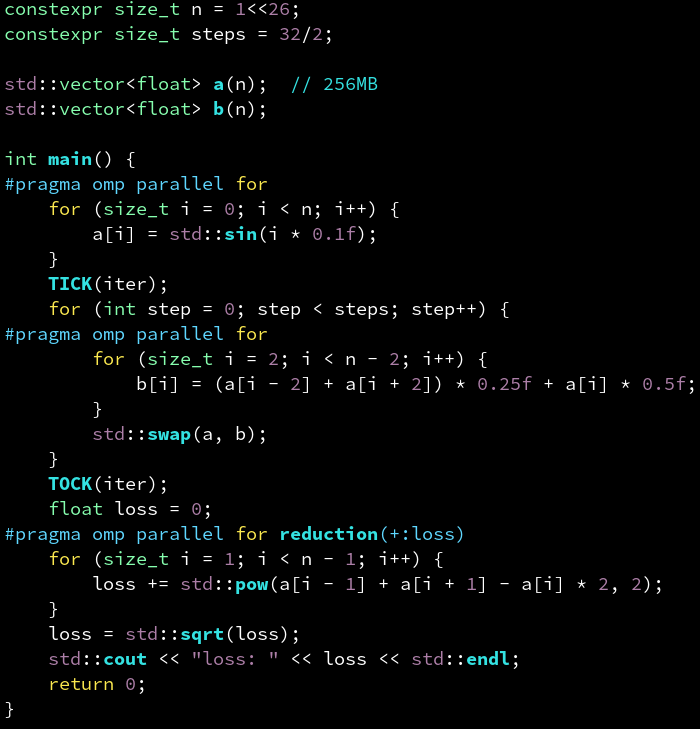 constexpr size_t n = 1<<26;
constexpr size_t steps = 32/2;

std::vector<float> a(n);  // 256MB
std::vector<float> b(n);

int main() {
#pragma omp parallel for
    for (size_t i = 0; i < n; i++) {
        a[i] = std::sin(i * 0.1f);
    }
    TICK(iter);
    for (int step = 0; step < steps; step++) {
#pragma omp parallel for
        for (size_t i = 2; i < n - 2; i++) {
            b[i] = (a[i - 2] + a[i + 2]) * 0.25f + a[i] * 0.5f;
        }
        std::swap(a, b);
    }
    TOCK(iter);
    float loss = 0;
#pragma omp parallel for reduction(+:loss)
    for (size_t i = 1; i < n - 1; i++) {
        loss += std::pow(a[i - 1] + a[i + 1] - a[i] * 2, 2);
    }
    loss = std::sqrt(loss);
    std::cout << "loss: " << loss << std::endl;
    return 0;
}